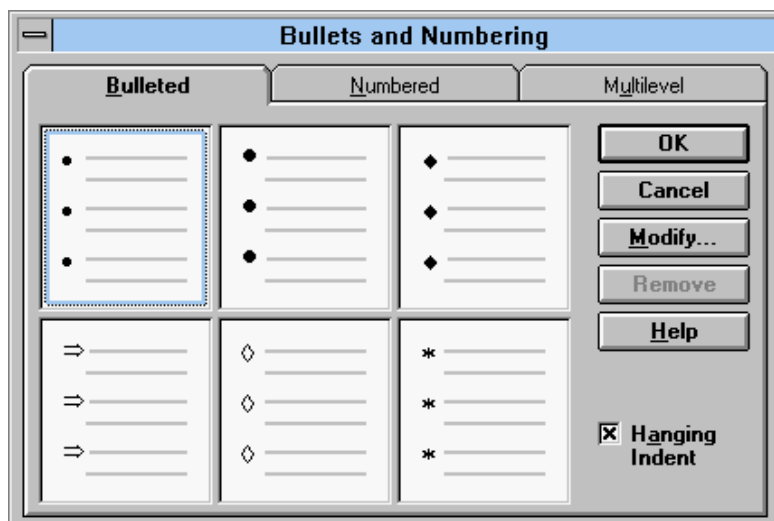 Bullets and Numbering
Bulleted
Numbered
Multilevel
OK
Cancel
Modify...
Remove
Help
Hanging
Indent